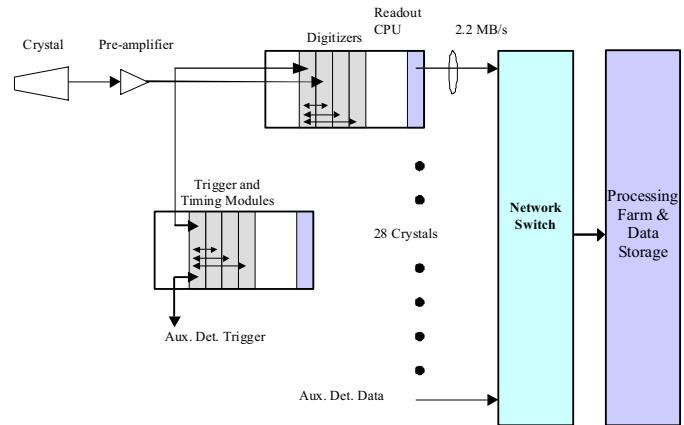 Readout
CPU
Crystal
Pre-amplifier
Digitizers
2.2 MB/s
Trigger and
Timing Modules
28 Crystals
Network
Switch
Processing
Farm &
Data
Storage
Aux. Det. Trigger
Aux. Det. Data